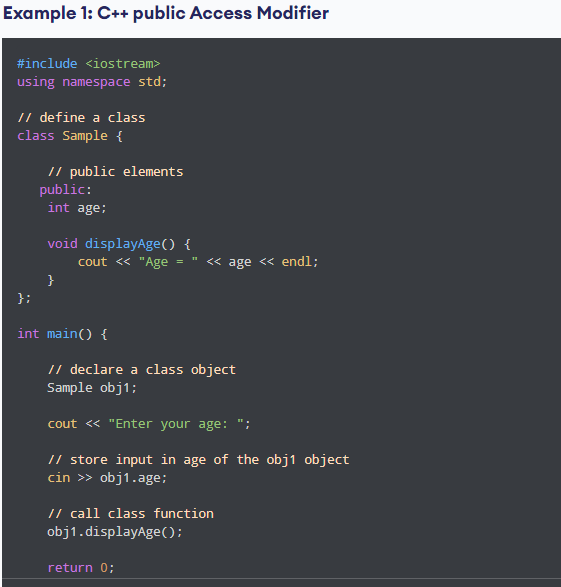 Example 1: C++ public Access Modifier
#include <iostream>
using namespace std;
// define a class
class Sample {
// public elements
public:
int age;
void displayAge() {
cout << "Age = " << age << endl;
}
};
int main() {
// declare a class object
Sample obj1;
cout << "Enter your age: ";
// store input in age of the obj1 object
cin >> obj1.age;
// call class function
obj1.displayAge();
return 0;